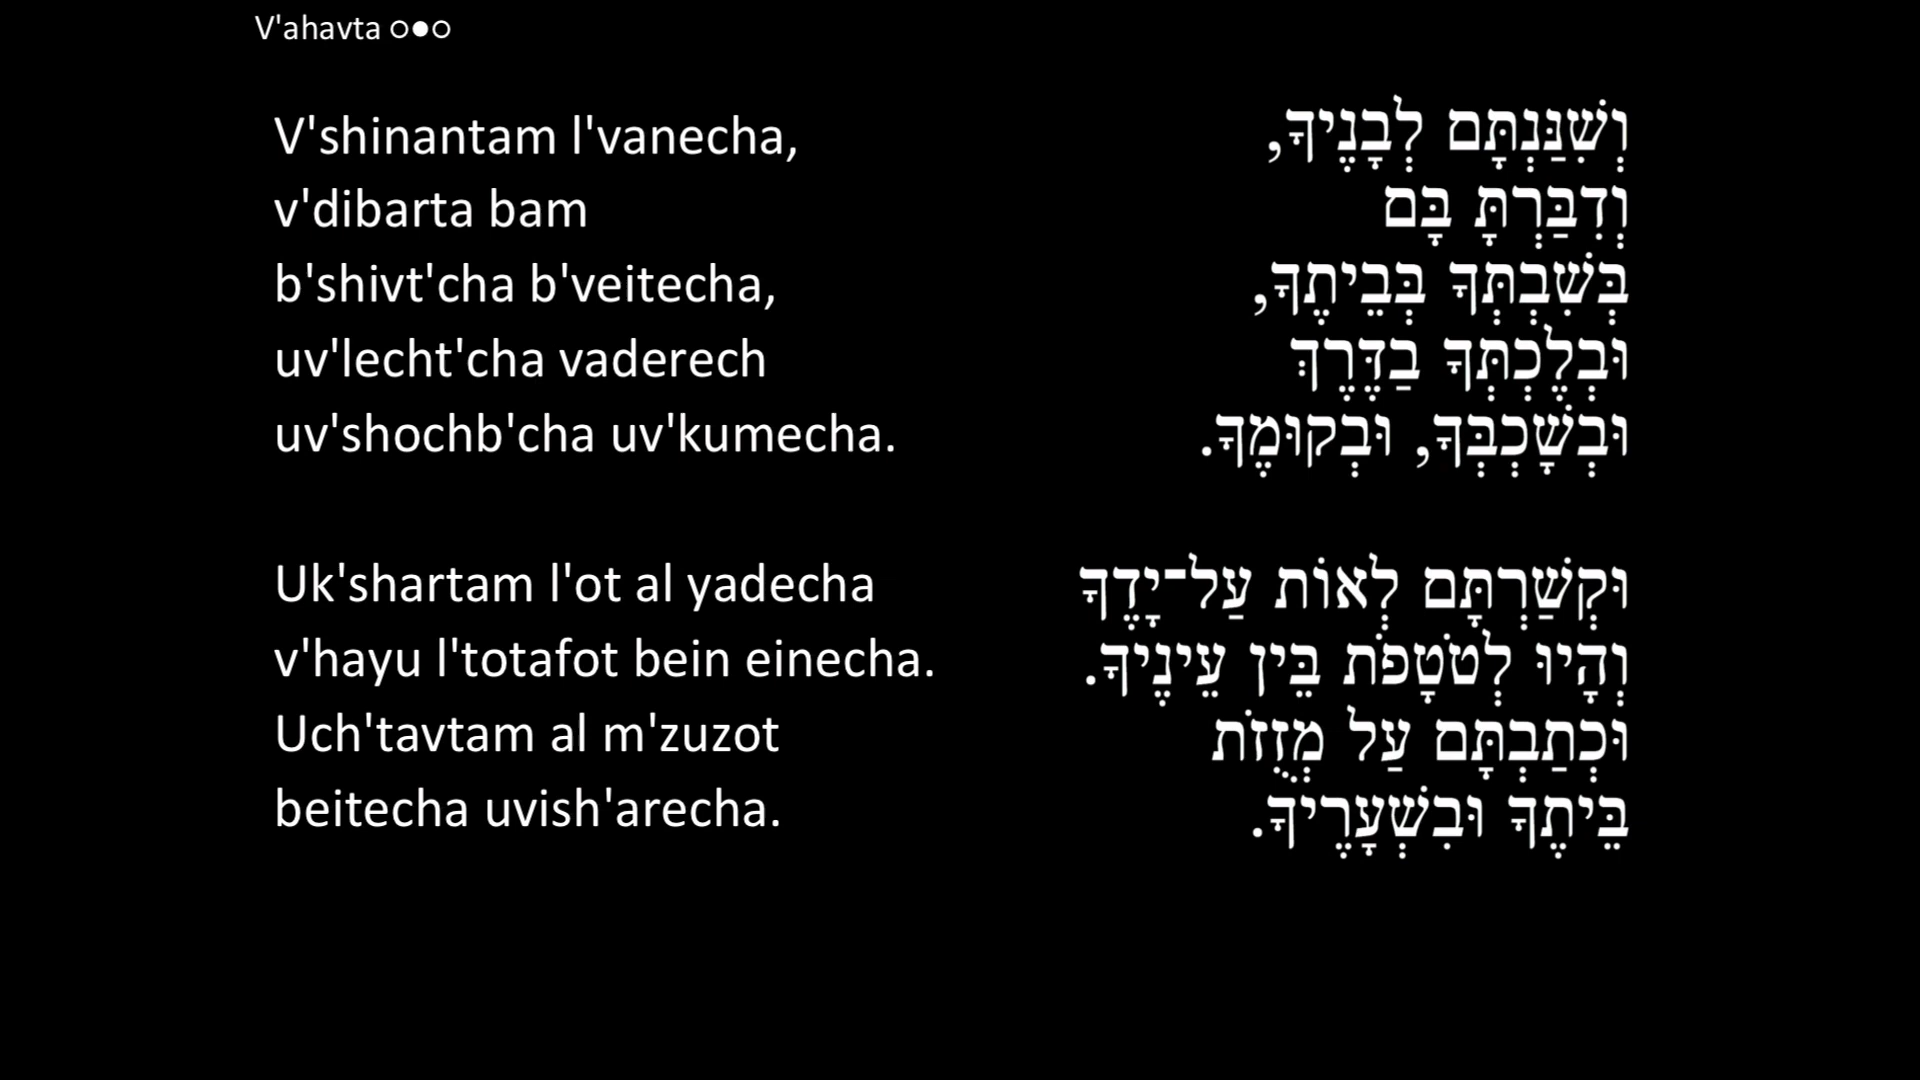 V'ahavta ○●○
V'shinantam l'vanecha,
v'dibarta bam
b'shivt'cha b'veitecha,
uv'lecht'cha vaderech
uv'shochb'cha uv'kumecha.
Uk'shartam l'ot al yadecha
v'hayu l'totafot bein einecha.
Uch'tavtam al m'zuzot
beitecha uvish'arecha.
וְשִׁנַּנְתָּם לְבָנֶיךָ,
וְדִבַּרְתָּ בָּם
בְּשִׁבְתְּךָ בְּבֵיתֶךָ,
וּבְלֶכְתְּךָ בַדֶּרֶךְ
וּבְשָׁכְבְּךָ, וּבְקוּמֶךָ.
וּקְשַׁרְתָּם לְאוֹת עַל־יָדֶךָ
וְהָיוּ לְטֹטָפֹת בֵּין עֵינֶיךָ.
וּכְתַבְתָּם עַל מְזֻזֹת
בֵּיתֶךָ וּבִשְׁעָרֶיךָ.